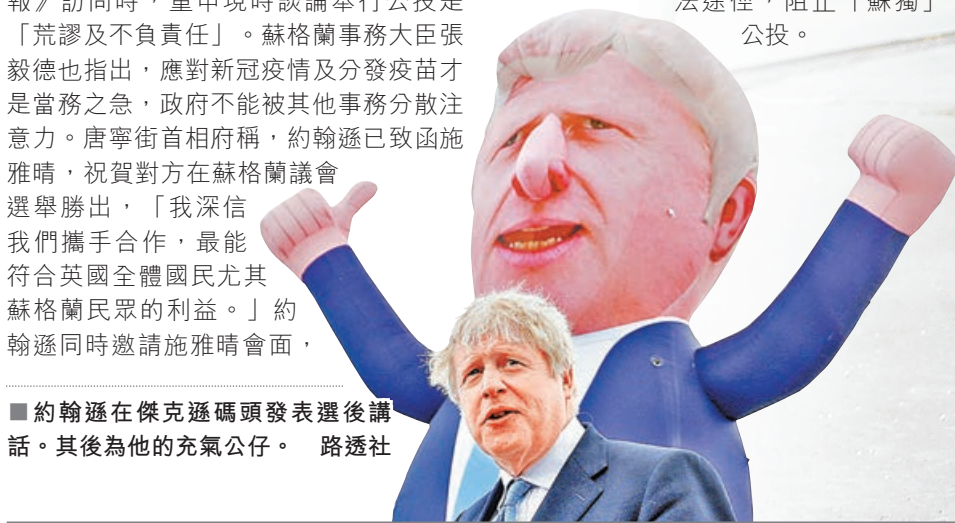 報》訪問時，重申現時談論舉行公投是
「荒謬及不負責任」。蘇格蘭事務大臣張
毅德也指出，應對新冠疫情及分發疫苗才
是當務之急，政府不能被其他事務分散注
意力。唐寧街首相府稱，約翰遜已致函施
雅晴，祝賀對方在蘇格蘭議會
選舉勝出，「我深信
我們攜手合作，最能
符合英國全體國民尤其
蘇格蘭民眾的利益。」約
翰遜同時邀請施雅晴會面，
法途徑，阻止「蘇獨」
公投。
■約翰遜在傑克遜碼頭發表選後講
話。其後為他的充氣公仔。 路透社